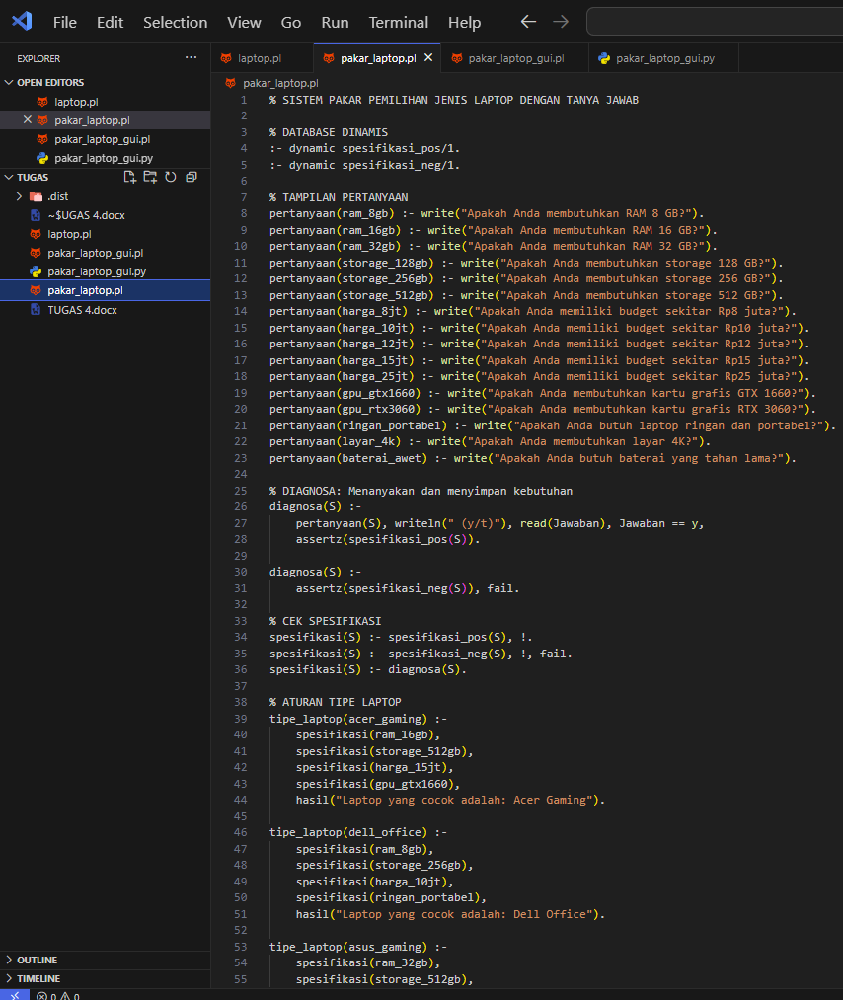 File Edit Selection View Go Run Terminal Help
EXPLORER ...
OPEN EDITORS
laptop.pl
pakar_laptop.pl
pakar_laptop_gui.pl
pakar_laptop_gui.py
TUGAS
.dist
~$UGAS 4.docx
laptop.pl
pakar_laptop_gui.pl
pakar_laptop_gui.py
pakar_laptop.pl
TUGAS 4.docx
OUTLINE
TIMELINE
0 0
laptop.pl pakar_laptop.pl pakar_laptop_gui.pl pakar_laptop_gui.py
pakar_laptop.pl
1 % SISTEM PAKAR PEMILIHAN JENIS LAPTOP DENGAN TANYA JAWAB
2
3 % DATABASE DINAMIS
4 :- dynamic spesifikasi_pos/1.
5 :- dynamic spesifikasi_neg/1.
6
7 % TAMPILAN PERTANYAAN
8 pertanyaan(ram_8gb) :- write("Apakah Anda membutuhkan RAM 8 GB?").
9 pertanyaan(ram_16gb) :- write("Apakah Anda membutuhkan RAM 16 GB?").
10 pertanyaan(ram_32gb) :- write("Apakah Anda membutuhkan RAM 32 GB?").
11 pertanyaan(storage_128gb) :- write("Apakah Anda membutuhkan storage 128 GB?").
12 pertanyaan(storage_256gb) :- write("Apakah Anda membutuhkan storage 256 GB?").
13 pertanyaan(storage_512gb) :- write("Apakah Anda membutuhkan storage 512 GB?").
14 pertanyaan(harga_8jt) :- write("Apakah Anda memiliki budget sekitar Rp8 juta?").
15 pertanyaan(harga_10jt) :- write("Apakah Anda memiliki budget sekitar Rp10 juta?").
16 pertanyaan(harga_12jt) :- write("Apakah Anda memiliki budget sekitar Rp12 juta?").
17 pertanyaan(harga_15jt) :- write("Apakah Anda memiliki budget sekitar Rp15 juta?").
18 pertanyaan(harga_25jt) :- write("Apakah Anda memiliki budget sekitar Rp25 juta?").
19 pertanyaan(gpu_gtx1660) :- write("Apakah Anda membutuhkan kartu grafis GTX 1660?").
20 pertanyaan(gpu_rtx3060) :- write("Apakah Anda membutuhkan kartu grafis RTX 3060?").
21 pertanyaan(ringan_portabel) :- write("Apakah Anda butuh laptop ringan dan portabel?").
22 pertanyaan(layar_4k) :- write("Apakah Anda membutuhkan layar 4K?").
23 pertanyaan(baterai_awet) :- write("Apakah Anda butuh baterai yang tahan lama?").
24
25 % DIAGNOSA: Menanyakan dan menyimpan kebutuhan
26 diagnosa(S) :-
27 pertanyaan(S), writeln(" (y/t)"), read(Jawaban), Jawaban == y,
28 assertz(spesifikasi_pos(S)).
29
30 diagnosa(S) :-
31 assertz(spesifikasi_neg(S)), fail.
32
33 % CEK SPESIFIKASI
34 spesifikasi(S) :- spesifikasi_pos(S), !.
35 spesifikasi(S) :- spesifikasi_neg(S), !, fail.
36 spesifikasi(S) :- diagnosa(S).
37
38 % ATURAN TIPE LAPTOP
39 tipe_laptop(acer_gaming) :-
40 spesifikasi(ram_16gb),
41 spesifikasi(storage_512gb),
42 spesifikasi(harga_15jt),
43 spesifikasi(gpu_gtx1660),
44 hasil("Laptop yang cocok adalah: Acer Gaming").
45
46 tipe_laptop(dell_office) :-
47 spesifikasi(ram_8gb),
48 spesifikasi(storage_256gb),
49 spesifikasi(harga_10jt),
50 spesifikasi(ringan_portabel),
51 hasil("Laptop yang cocok adalah: Dell Office").
52
53 tipe_laptop(asus_gaming) :-
54 spesifikasi(ram_32gb),
55 spesifikasi(storage_512gb),